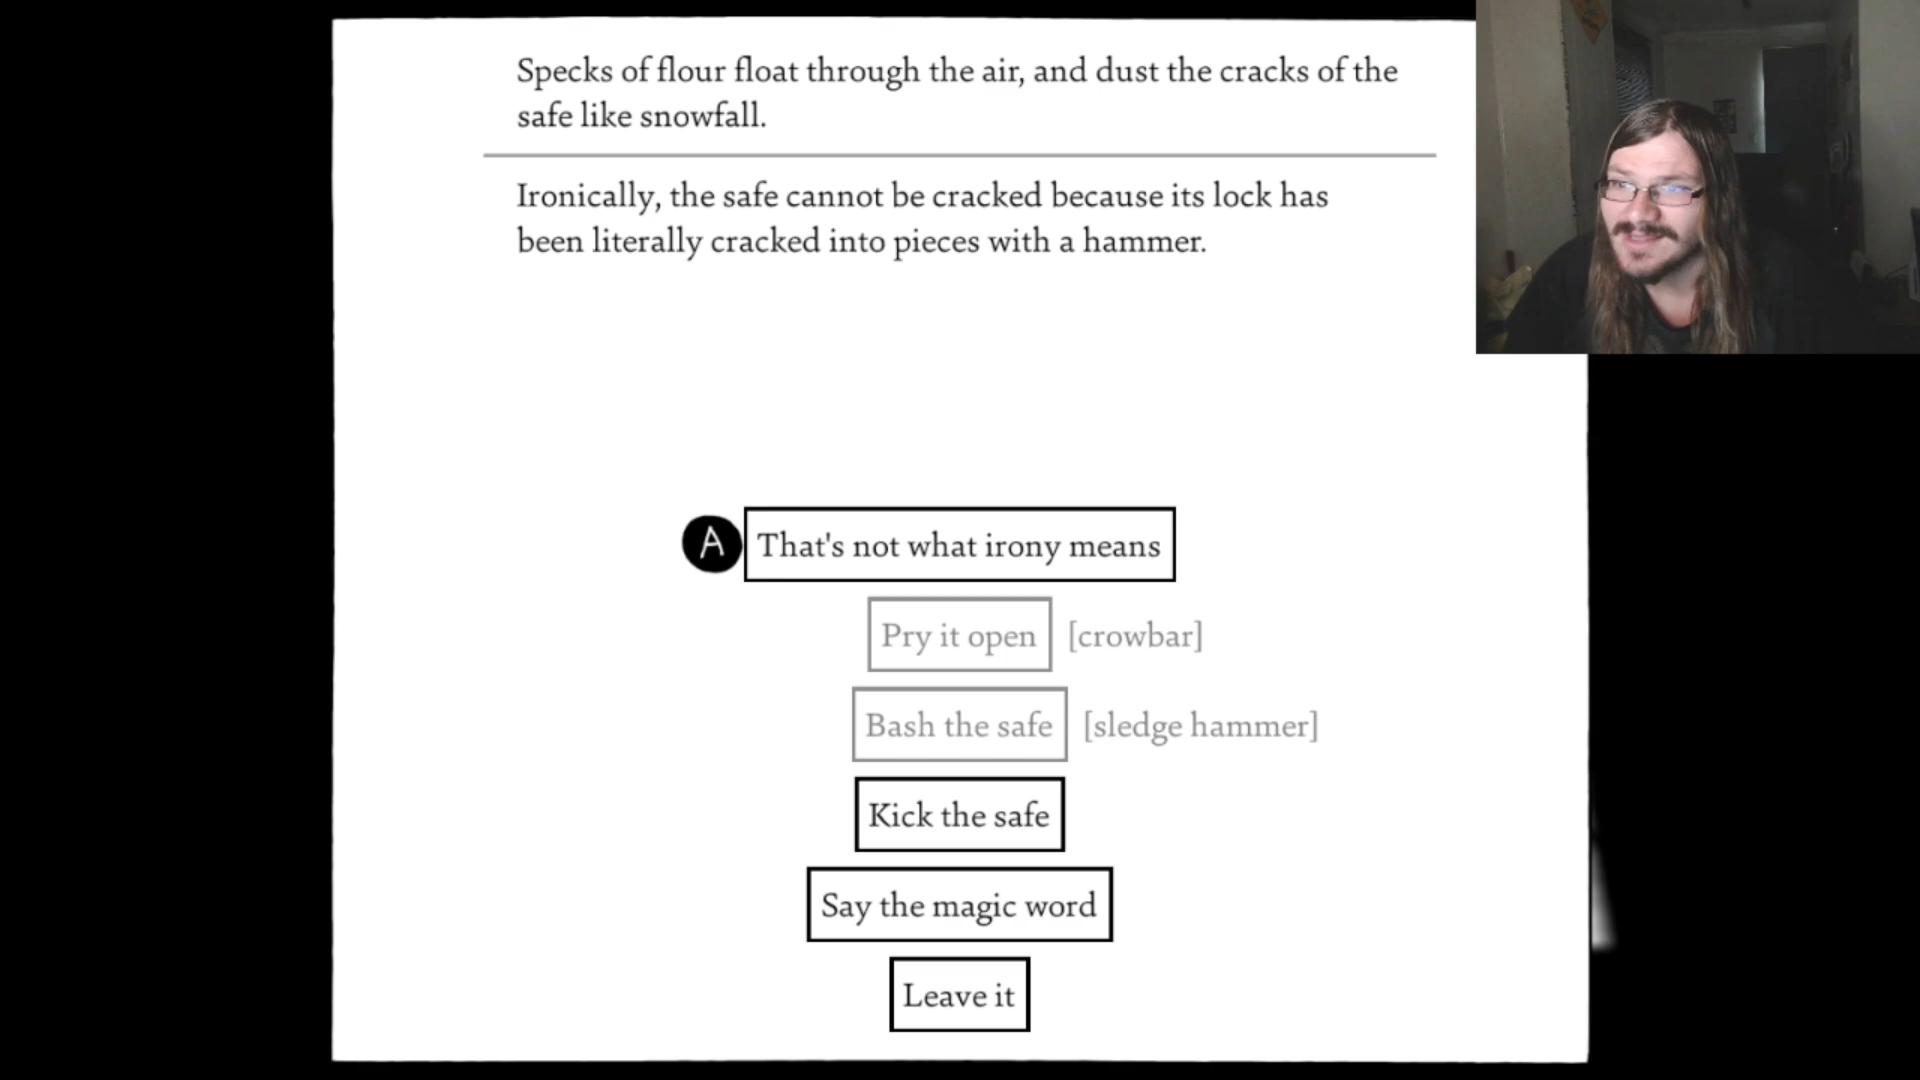 Specks of flour float through the air, and dust the cracks of the
safe like snowfall.
Ironically, the safe cannot be cracked because its lock has
been literally cracked into pieces with a hammer.
A That's not what irony means
Pry it open [crowbar]
Bash the safe [sledge hammer]
Kick the safe
Say the magic word
Leave it